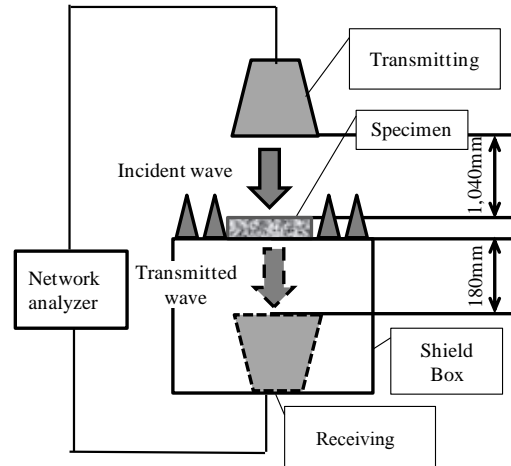 Transmitting
Specimen
Incident wave
1,040mm
Network
analyzer
Transmitted
wave
180mm
Shield
Box
Receiving